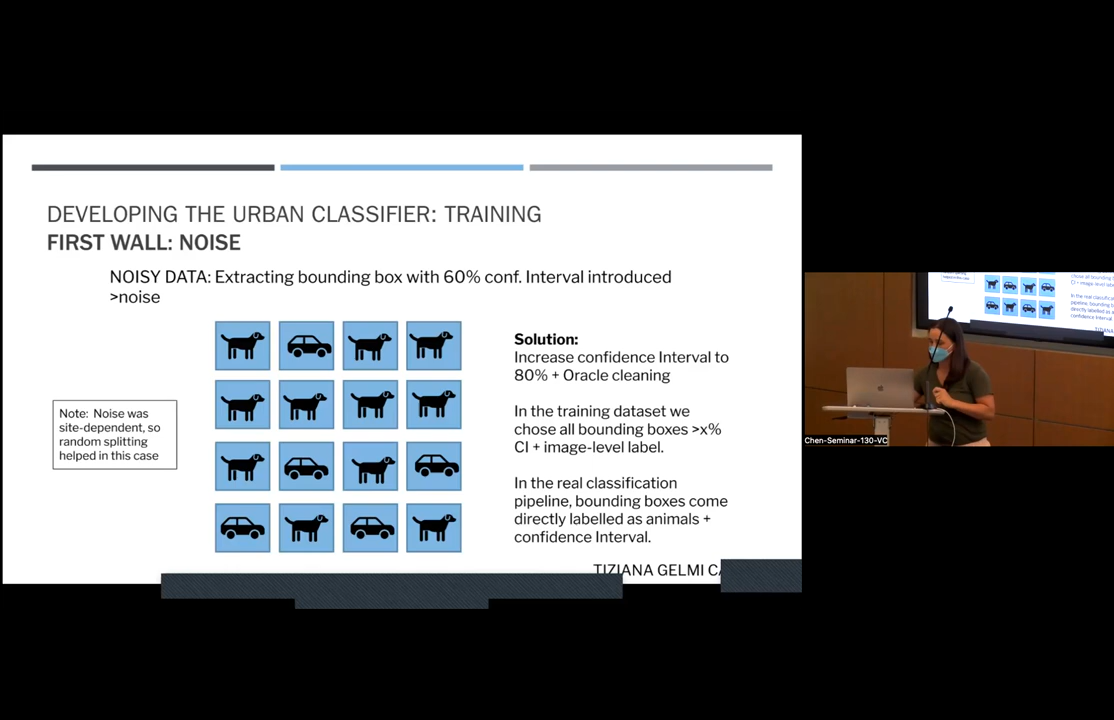 DEVELOPING THE URBAN CLASSIFIER: TRAINING
FIRST WALL: NOISE
NOISY DATA: Extracting bounding box with 60% conf. Interval introduced
>noise
Note: Noise was
site-dependent, so
random splitting
helped in this case
Solution:
Increase confidence Interval to
80% + Oracle cleaning
In the training dataset we
chose all bounding boxes >x%
CI + image-level label.
In the real classification
pipeline, bounding boxes come
directly labelled as animals +
confidence Interval.
TIZIANA GELMI
Chen-Seminar-130-VC